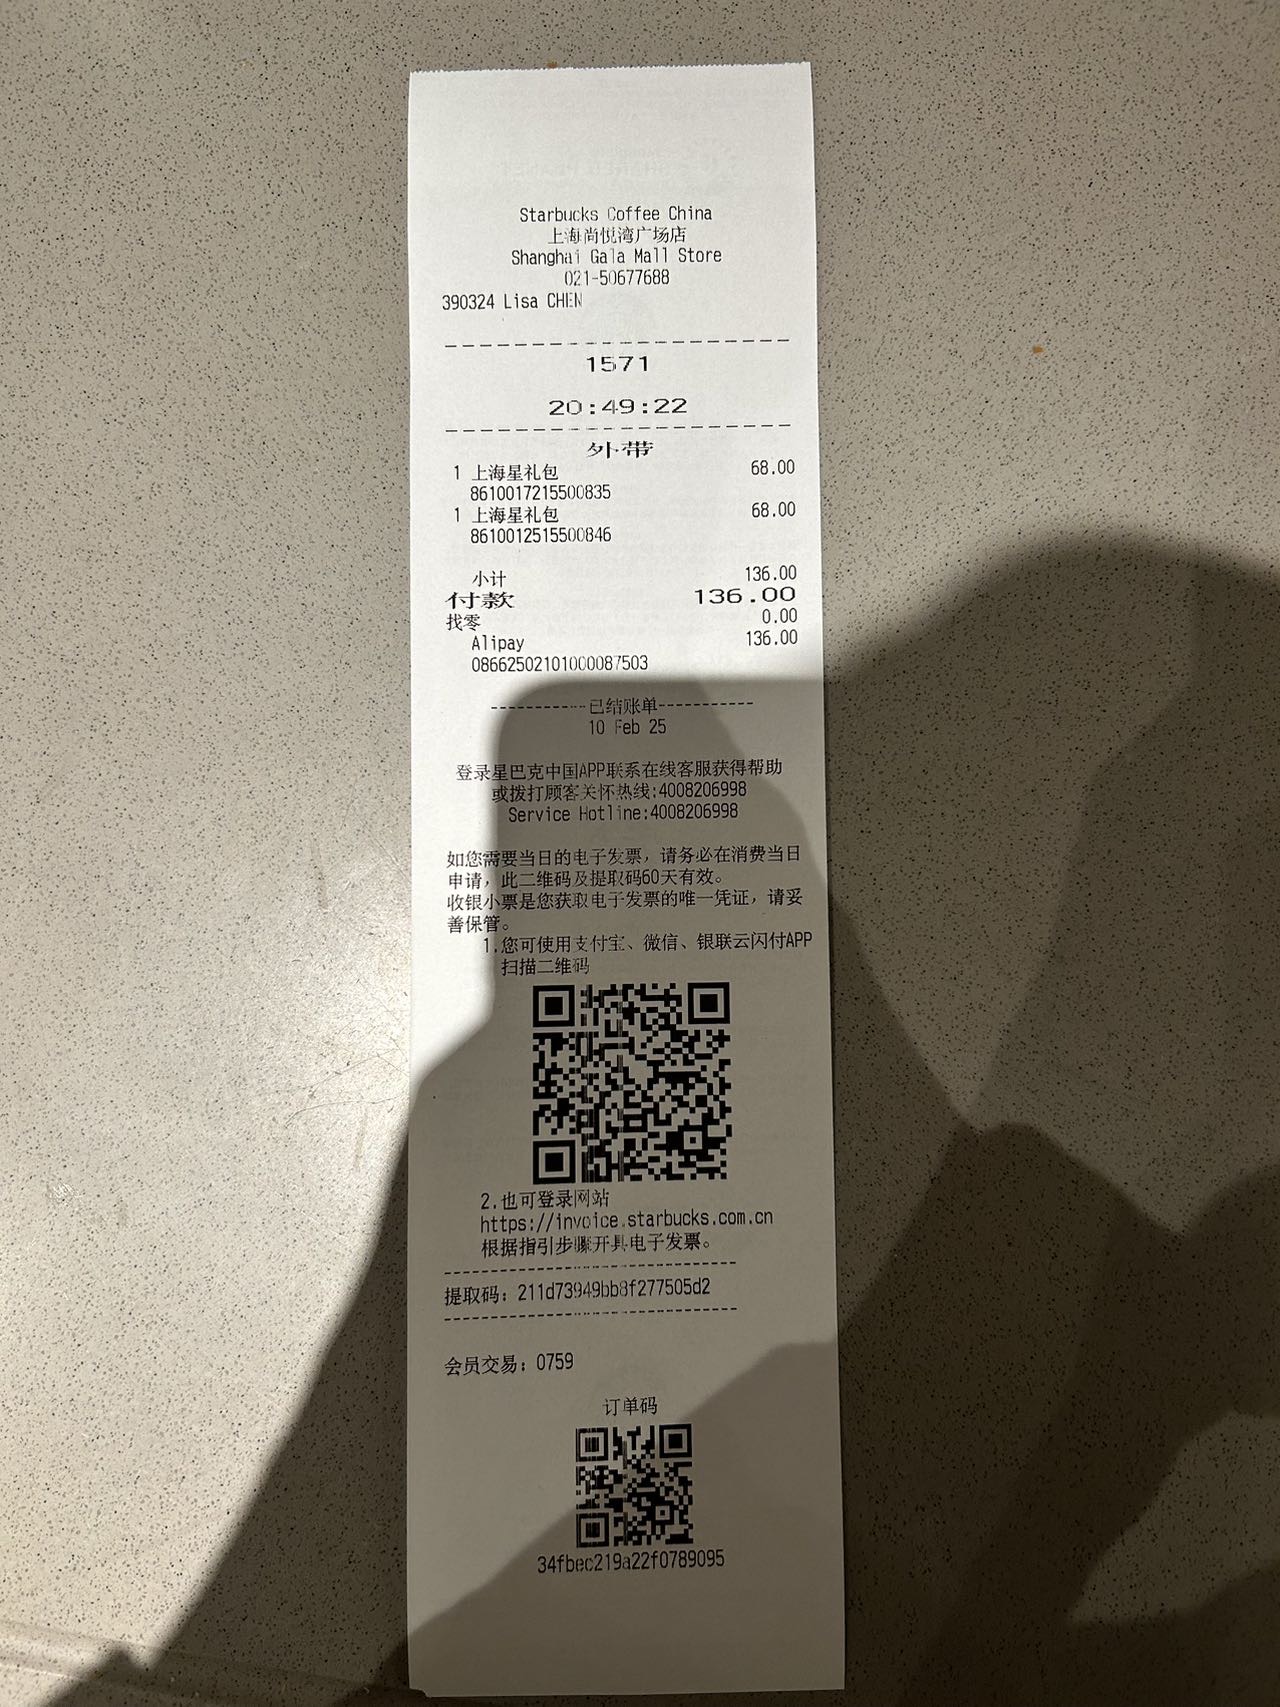 Starbucks Coffee China
上海尚悦湾广场店
Shanghai Gala Mall Store
021-50677688
390324 Lisa CHEN
1571
20:49:22
外带
1 上海星礼包 68.00
8610017215500835
1 上海星礼包 68.00
8610012515500846
小计 136.00
付款 136.00
找零 0.00
Alipay 136.00
08662502101000087503
-----------已结账单-----------
10 Feb 25
登录星巴克中国APP联系在线客服获得帮助
或拨打顾客关怀热线:4008206998
Service Hotline:4008206998
如您需要当日的电子发票，请务必在消费当日
申请，此二维码及提取码60天有效。
收银小票是您获取电子发票的唯一凭证，请妥
善保管。
1.您可使用支付宝、微信、银联云闪付APP
扫描二维码
2.也可登录网站
https://invoice.starbucks.com.cn
根据指引步骤开具电子发票。
提取码：211d73949bb8f277505d2
会员交易：0759
订单码
34fbec219a22f0789095